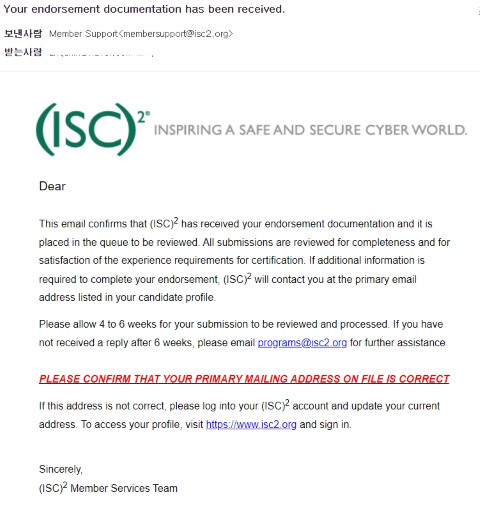 Your endorsement documentation has been received.
보낸사람 Member Support<membersupport@isc2.org>
받는사람
(ISC)²® INSPIRING A SAFE AND SECURE CYBER WORLD.
Dear
This email confirms that (ISC)² has received your endorsement documentation and it is
placed in the queue to be reviewed. All submissions are reviewed for completeness and for
satisfaction of the experience requirements for certification. If additional information is
required to complete your endorsement, (ISC)² will contact you at the primary email
address listed in your candidate profile.
Please allow 4 to 6 weeks for your submission to be reviewed and processed. If you have
not received a reply after 6 weeks, please email programs@isc2.org for further assistance.
PLEASE CONFIRM THAT YOUR PRIMARY MAILING ADDRESS ON FILE IS CORRECT
If this address is not correct, please log into your (ISC)² account and update your current
address. To access your profile, visit https://www.isc2.org and sign in.
Sincerely,
(ISC)² Member Services Team